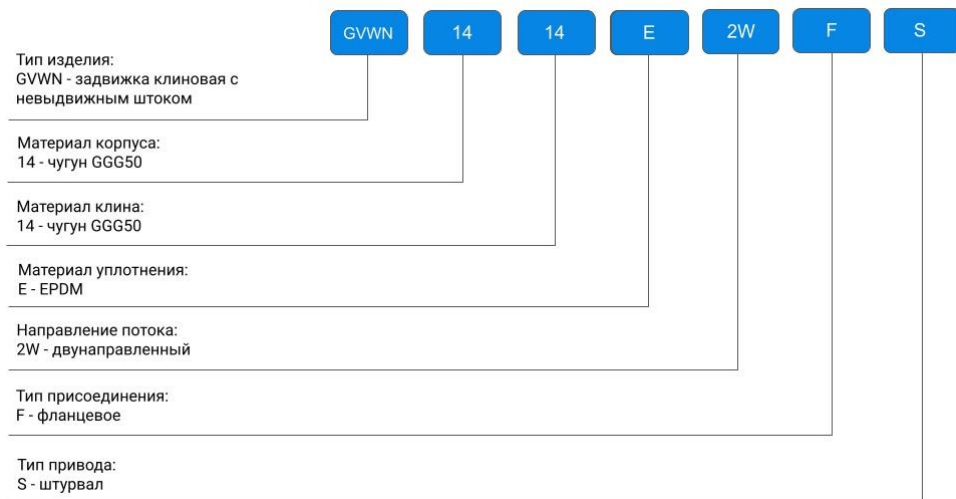 GVWN 14 14 E 2W F S
Тип изделия:
GVWN - задвижка клиновая с
невыдвижным штоком
Материал корпуса:
14 - чугун GGG50
Материал клина:
14 - чугун GGG50
Материал уплотнения:
E - EPDM
Направление потока:
2W - двунаправленный
Тип присоединения:
F - фланцевое
Тип привода:
S - штурвал